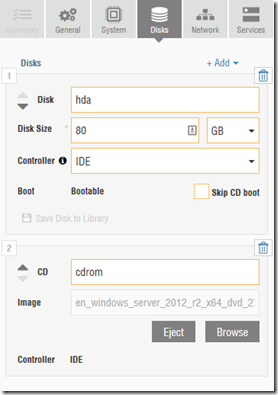 Summary General System Disks Network Services
Disks + Add
1
Disk hda
Disk Size * 80 GB
Controller IDE
Boot Bootable Skip CD boot
Save Disk to Library
2
CD cdrom
Image en_windows_server_2012_r2_x64_dvd_2
Eject Browse
Controller IDE